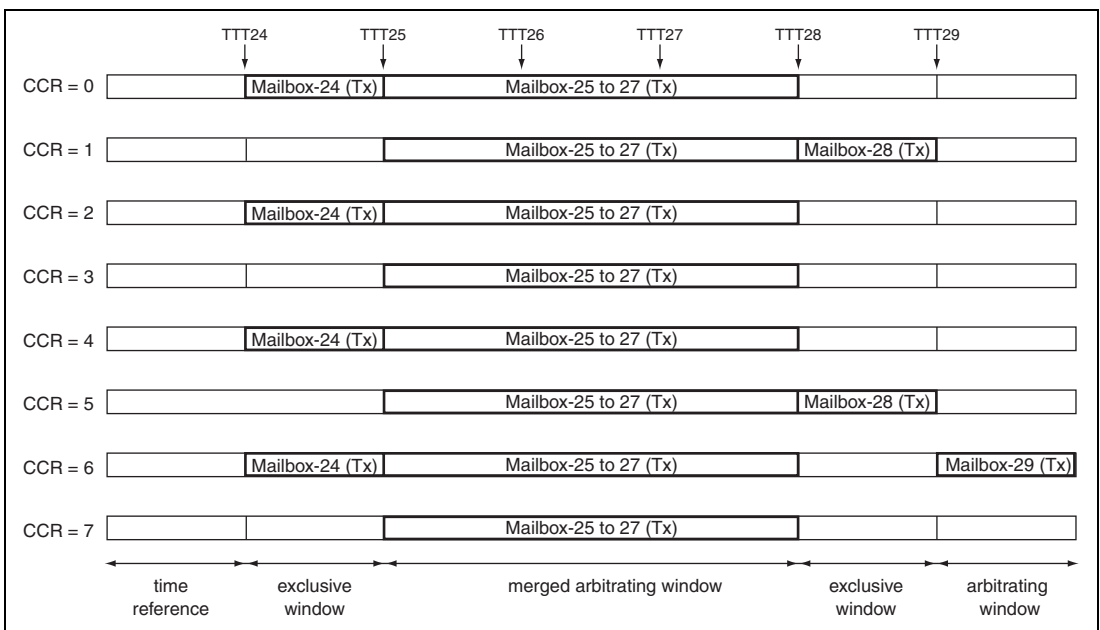 TTT24 TTT25 TTT26 TTT27 TTT28 TTT29
CCR = 0 Mailbox-24 (Tx) Mailbox-25 to 27 (Tx)
CCR = 1 Mailbox-25 to 27 (Tx) Mailbox-28 (Tx)
CCR = 2 Mailbox-24 (Tx) Mailbox-25 to 27 (Tx)
CCR = 3 Mailbox-25 to 27 (Tx)
CCR = 4 Mailbox-24 (Tx) Mailbox-25 to 27 (Tx)
CCR = 5 Mailbox-25 to 27 (Tx) Mailbox-28 (Tx)
CCR = 6 Mailbox-24 (Tx) Mailbox-25 to 27 (Tx) Mailbox-29 (Tx)
CCR = 7 Mailbox-25 to 27 (Tx)
time exclusive merged arbitrating window exclusive arbitrating
reference window window window